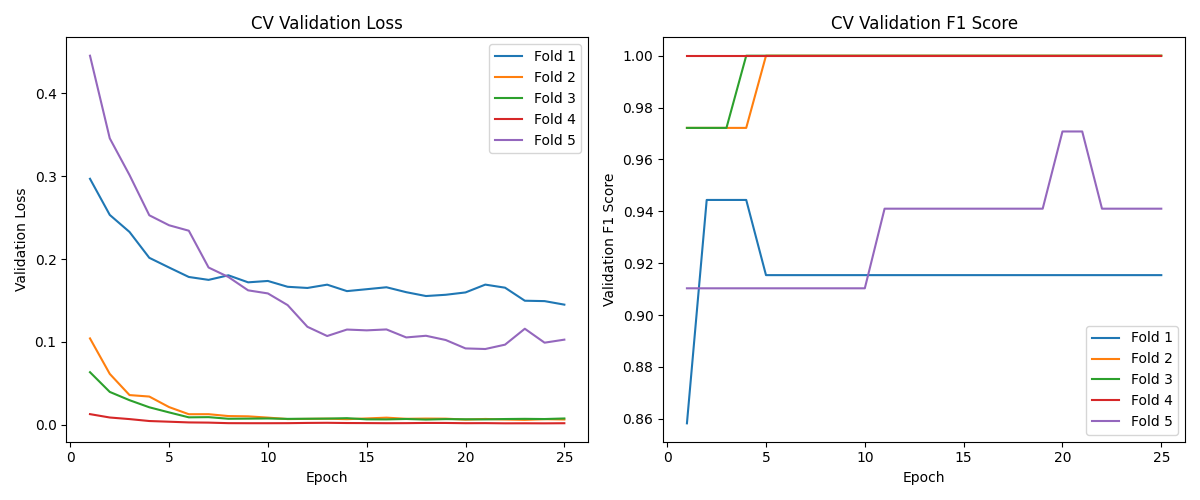 CV Validation Loss
Validation Loss
0.4
0.3
0.2
0.1
0.0
0
5
10
15
20
25
Epoch
Fold 1
Fold 2
Fold 3
Fold 4
Fold 5
CV Validation F1 Score
Validation F1 Score
1.00
0.98
0.96
0.94
0.92
0.90
0.88
0.86
0
5
10
15
20
25
Epoch
Fold 1
Fold 2
Fold 3
Fold 4
Fold 5